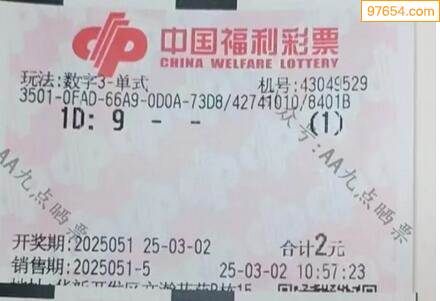 97654.com
中国福利彩票
CHINA WELFARE LOTTERY
玩法:数字3-单式 机号:43049529
3501-0FAD-66A9-0D0A-73D8/42741010/8401B
1D: 9 - - (1)
众号:AA九点晒票
AA九点晒票
开奖期:2025051 25-03-02 合计2元
销售期:2025051-5 25-03-02 10:57:23